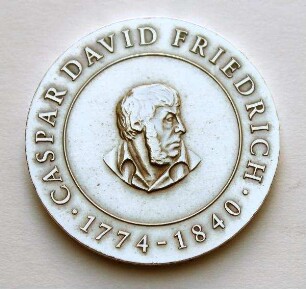 CASPAR DAVID FRIEDRICH
· 1774 - 1840 ·